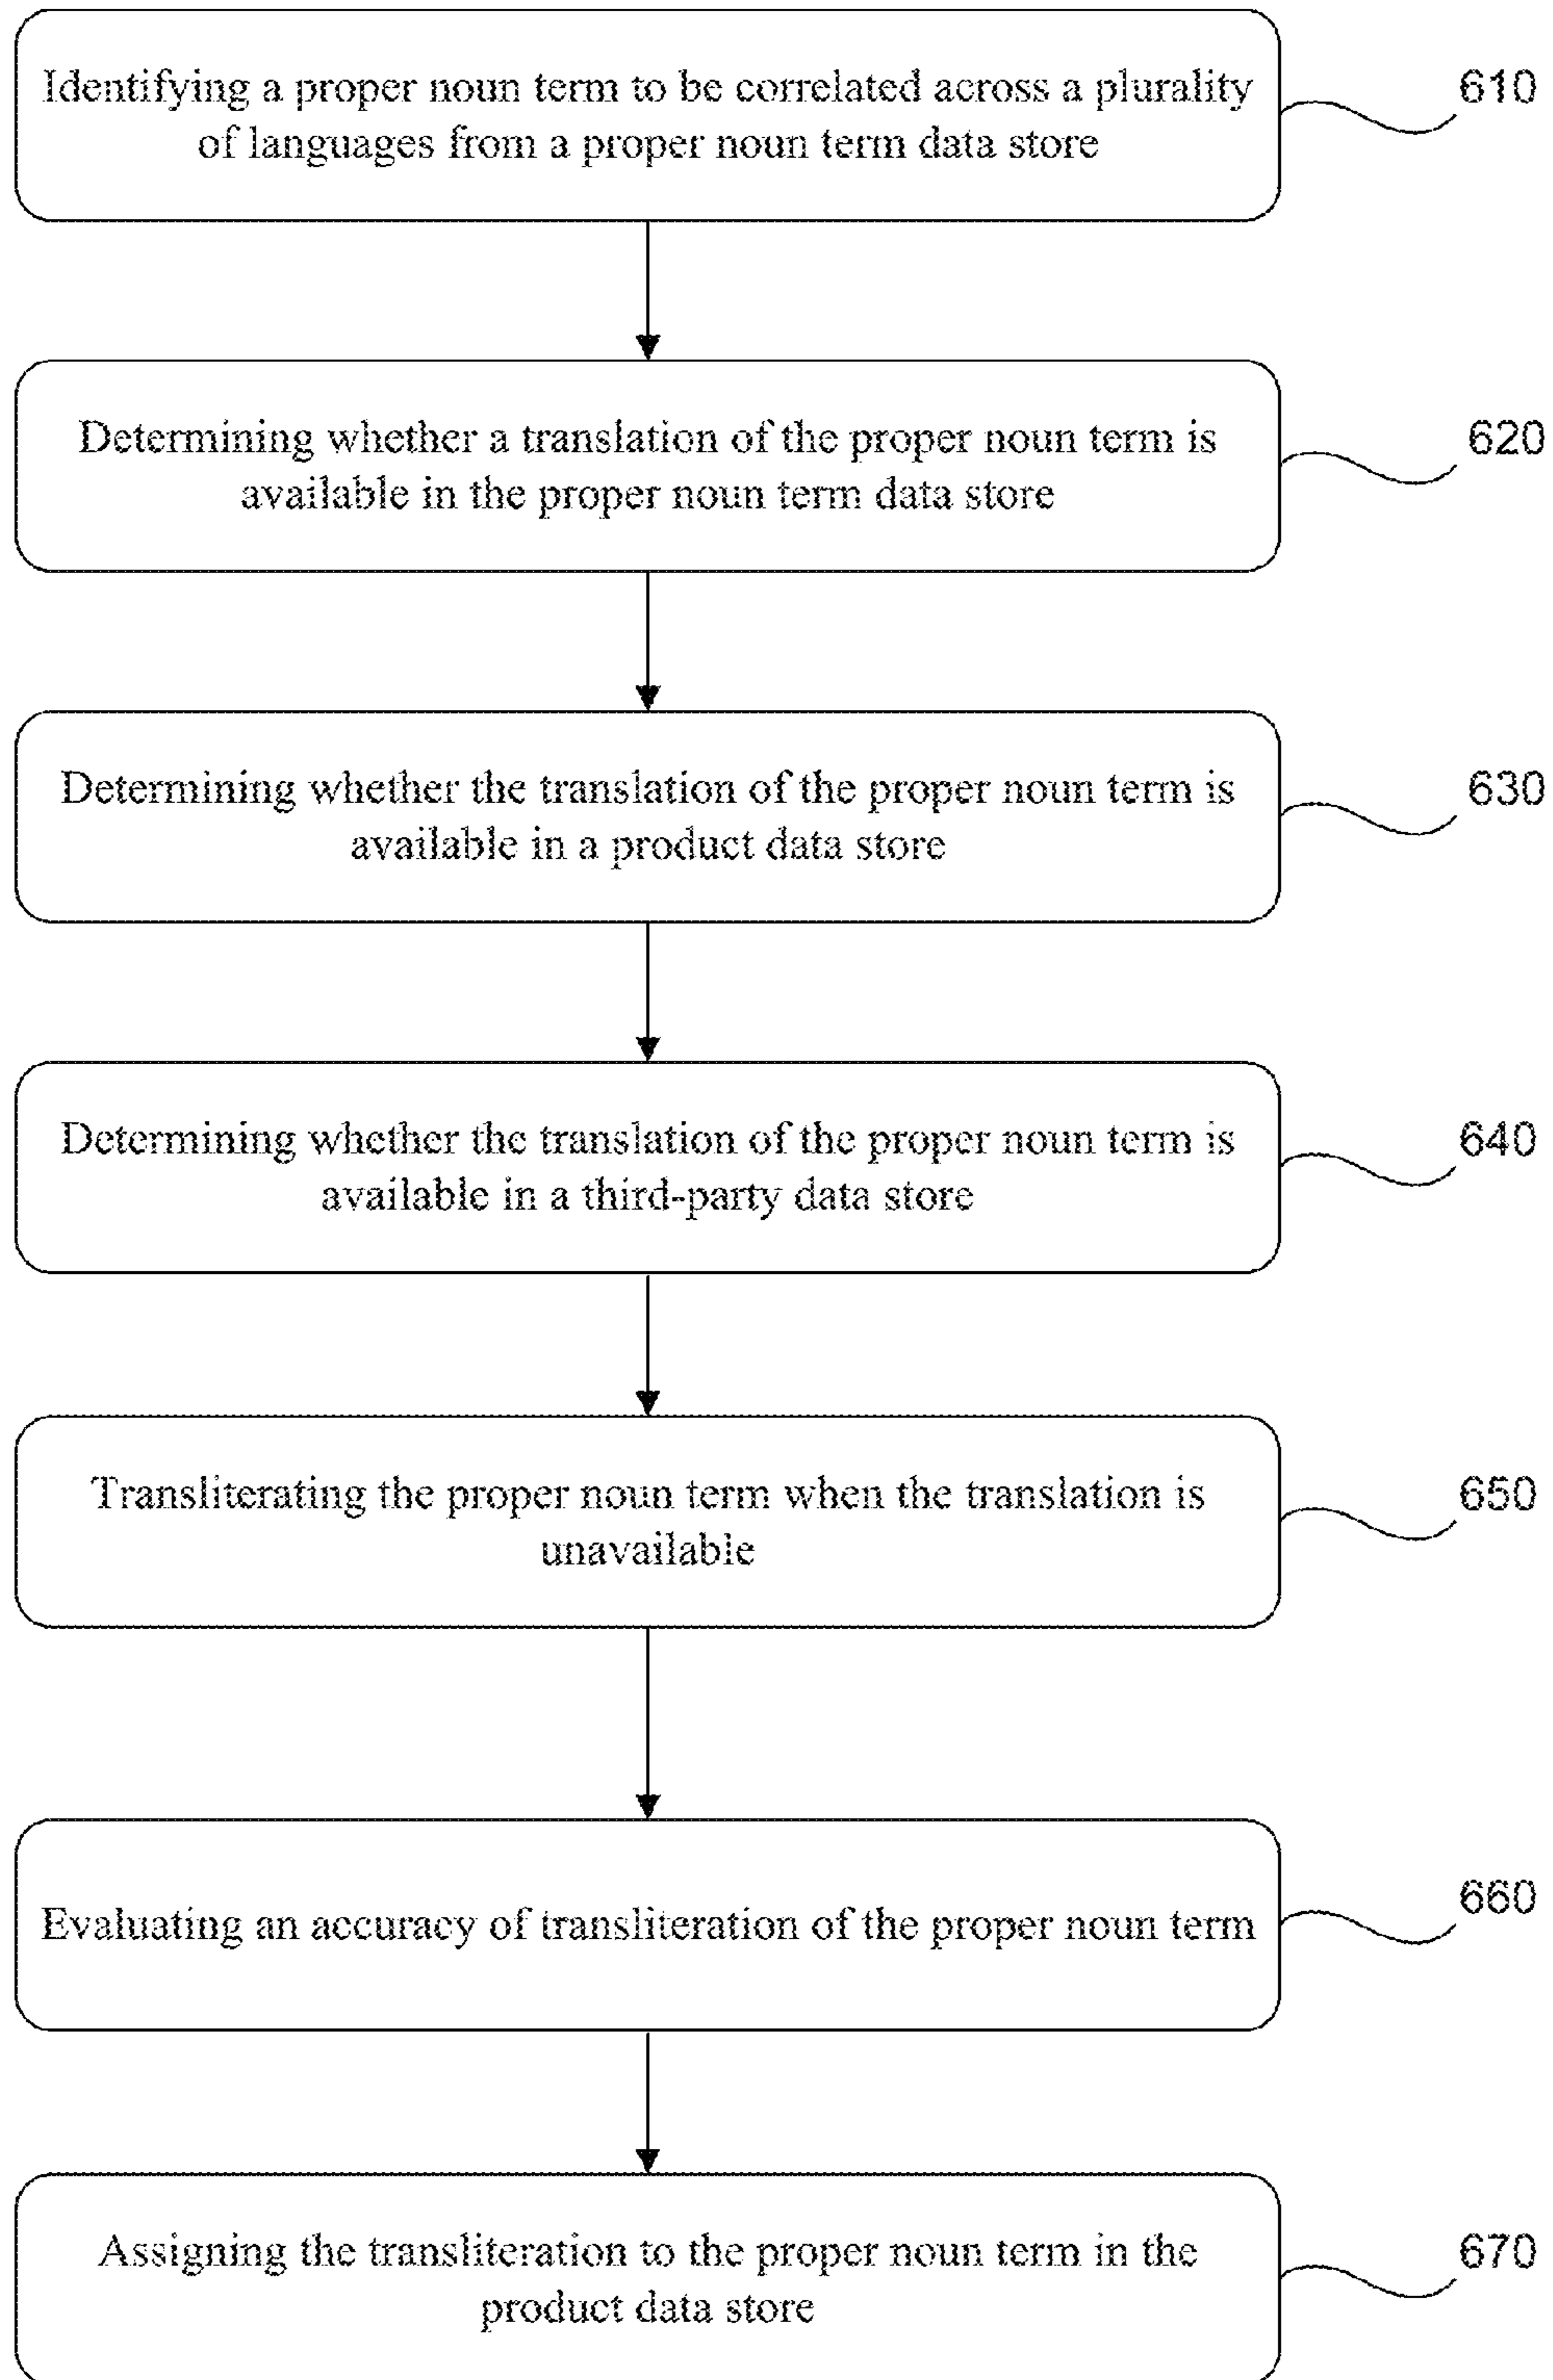 Identifying a proper noun term to be correlated across a plurality
of languages from a proper noun term data store
610
Determining whether a translation of the proper noun term is
available in the proper noun term data store
620
Determining whether the translation of the proper noun term is
available in a product data store
630
Determining whether the translation of the proper noun term is
available in a third-party data store
640
Transliterating the proper noun term when the translation is
unavailable
650
Evaluating an accuracy of transliteration of the proper noun term
660
Assigning the transliteration to the proper noun term in the
product data store
670